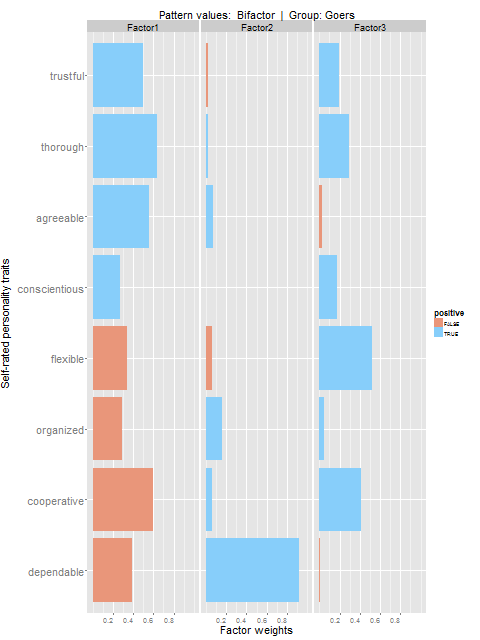 Pattern values: Bifactor | Group: Goers
Factor1 Factor2 Factor3
Self-rated personality traits
trustful
thorough
agreeable
conscientious
flexible
organized
cooperative
dependable
positive
FALSE
TRUE
0.2 0.4 0.6 0.8 0.2 0.4 0.6 0.8 0.2 0.4 0.6 0.8
Factor weights